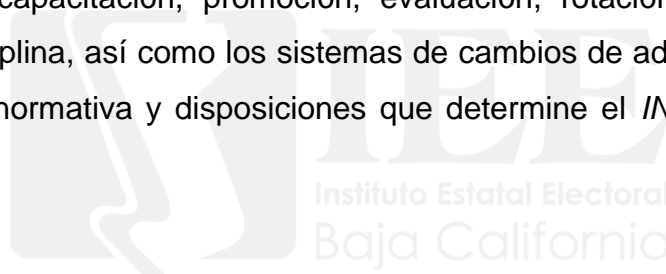 capacitación, promoción, evaluación, rotación
plina, así como los sistemas de cambios de ad
normativa y disposiciones que determine el IN
IEE
Instituto Estatal Electoral
Baja California